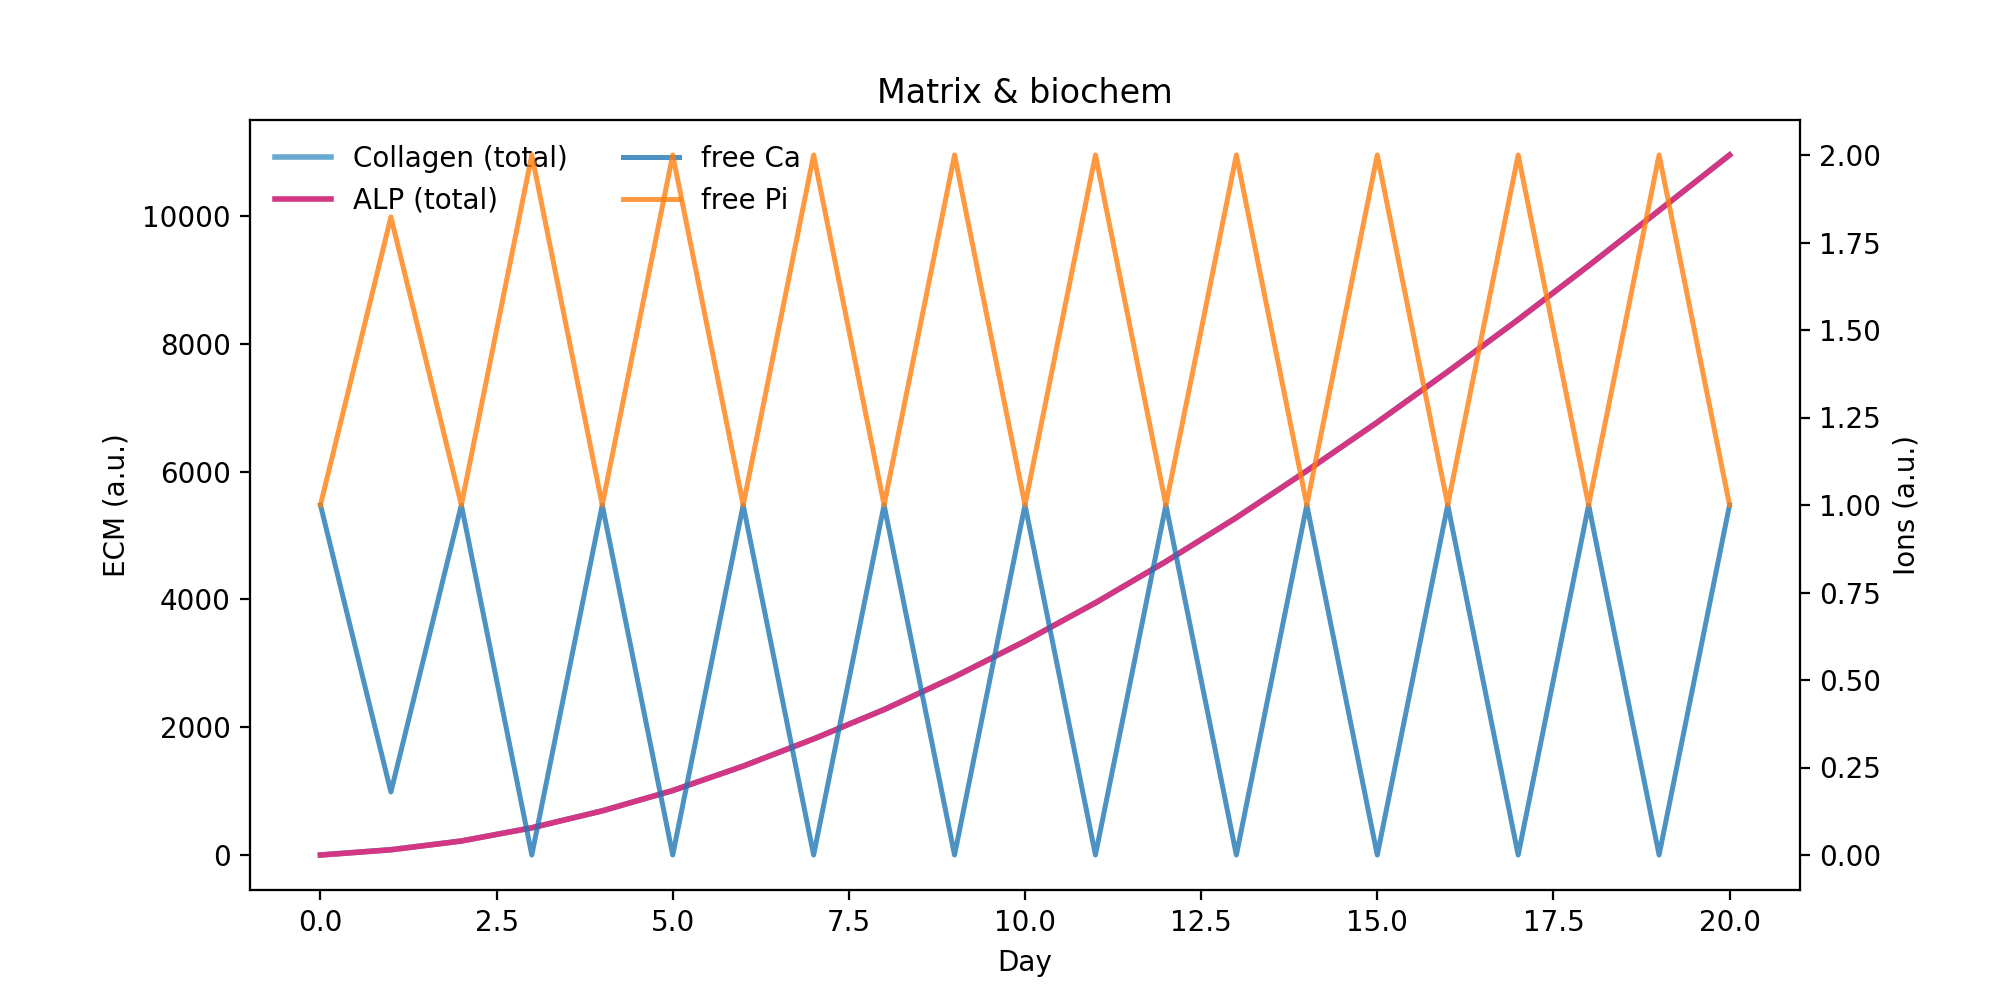 Matrix & biochem
Collagen (total)
ALP (total)
free Ca
free Pi
ECM (a.u.)
10000
8000
6000
4000
2000
0
2.00
1.75
1.50
1.25
1.00
0.75
0.50
0.25
0.00
Ions (a.u.)
0.0 2.5 5.0 7.5 10.0 12.5 15.0 17.5 20.0
Day